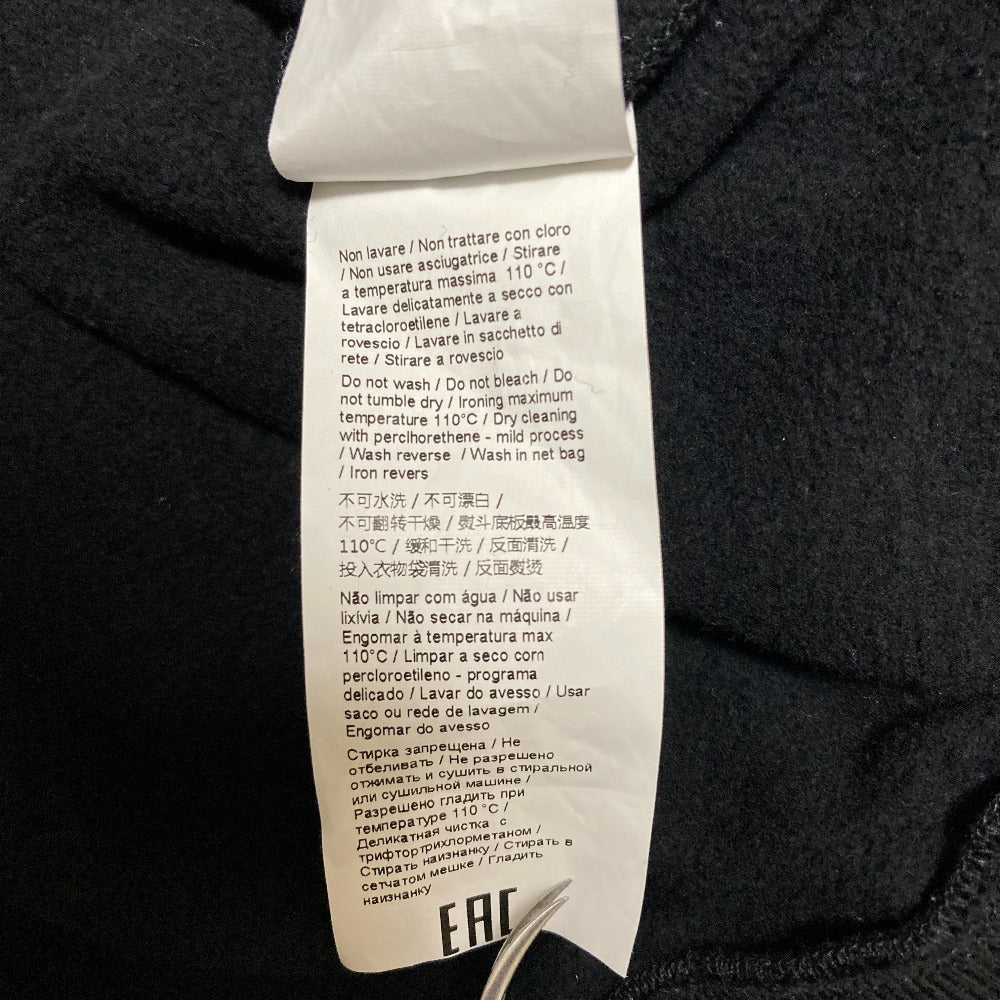 Non lavare / Non trattare con cloro
/ Non usare asciugatrice / Stirare
a temperatura massima 110 °C /
Lavare delicatamente a secco con
tetracloroetilene / Lavare a
rovescio / Lavare in sacchetto di
rete / Stirare a rovescio
Do not wash / Do not bleach / Do
not tumble dry / Ironing maximum
temperature 110°C / Dry cleaning
with perclhorethene - mild process
/ Wash reverse / Wash in net bag
/ Iron revers
不可水洗 / 不可漂白 /
不可翻转干燥 / 熨斗底板最高温度
110℃ / 缓和干洗 / 反面清洗 /
投入衣物袋清洗 / 反面熨烫
Não limpar com água / Não usar
lixívia / Não secar na máquina /
Engomar à temperatura max
110°C / Limpar a seco com
percloroetileno - programa
delicado / Lavar do avesso / Usar
saco ou rede de lavagem /
Engomar do avesso
Стирка запрещена / Не
отбеливать / Не разрешено
отжимать и сушить в стиральной
или сушильной машине /
Разрешено гладить при
температуре 110 °C /
Деликатная чистка с
трифтортрихлорметаном /
Стирать наизнанку / Стирать в
сетчатом мешке / Гладить
наизнанку
EAC